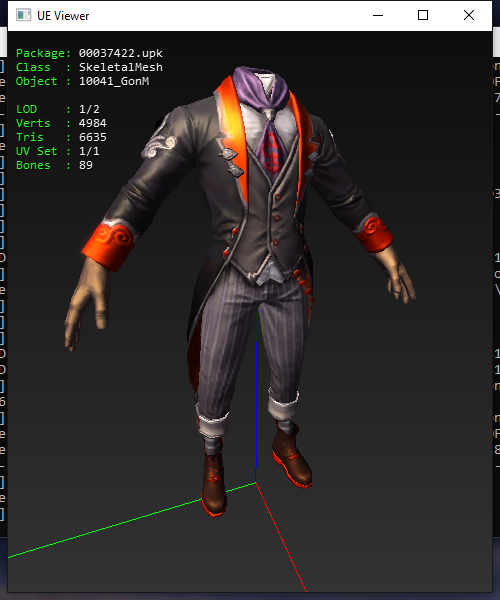 UE Viewer
Package: 00037422.upk
Class : SkeletalMesh
Object : 10041_GonM
LOD : 1/2
Verts : 4984
Tris : 6635
UV Set : 1/1
Bones : 89